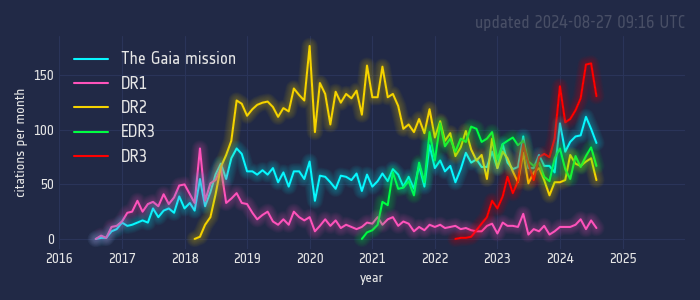 updated 2024-08-27 09:16 UTC
The Gaia mission
DR1
DR2
EDR3
DR3
citations per month
150
100
50
0
2016 2017 2018 2019 2020 2021 2022 2023 2024 2025
year